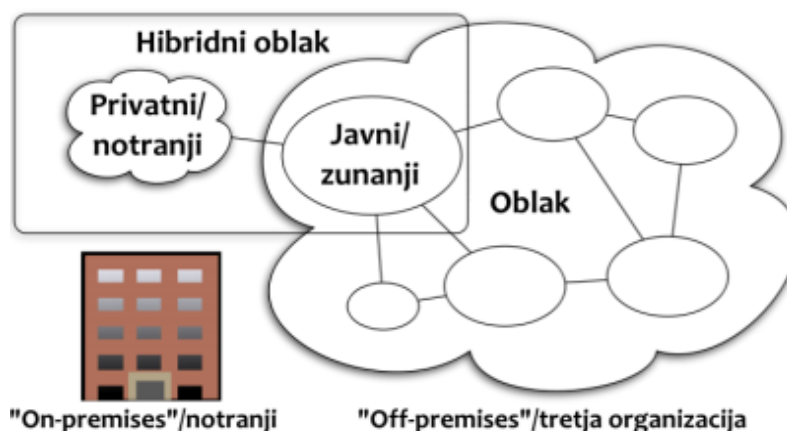 Hibridni oblak
Privatni/
notranji
Javni/
zunanji
Oblak
"On-premises"/notranji
"Off-premises"/tretja organizacija